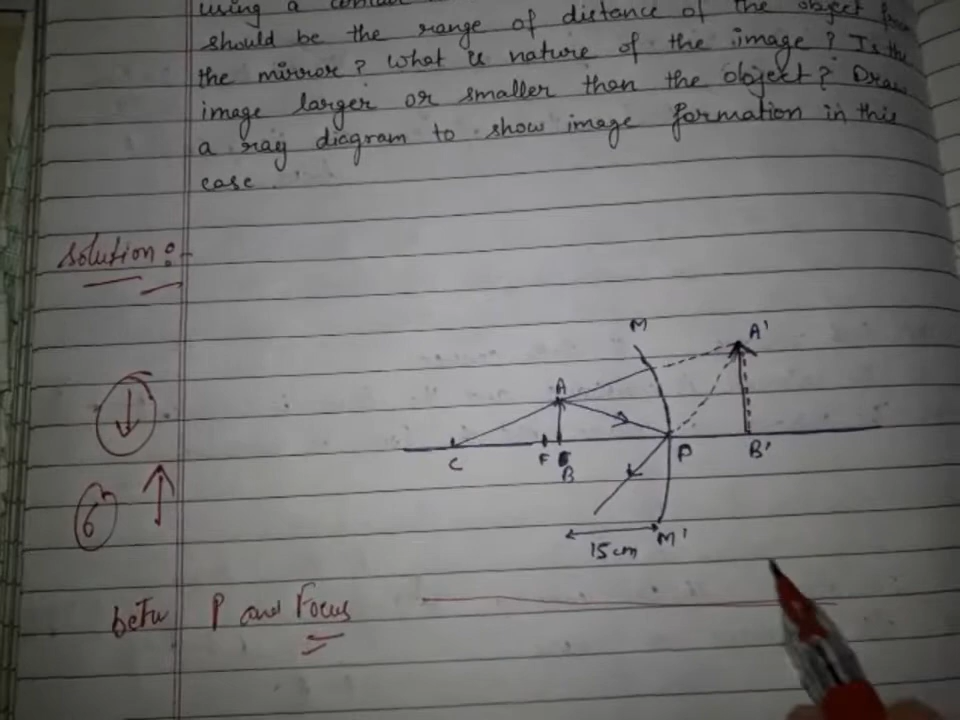 using a
should be the range of distance of the object from
the mirror? What is nature of the image? Is the
image larger or smaller than the object? Draw
a ray diagram to show image formation in this
case.
Solution :-
M
A'
A
C
F
B
P
B'
15cm
M'
6
betw P and Focus